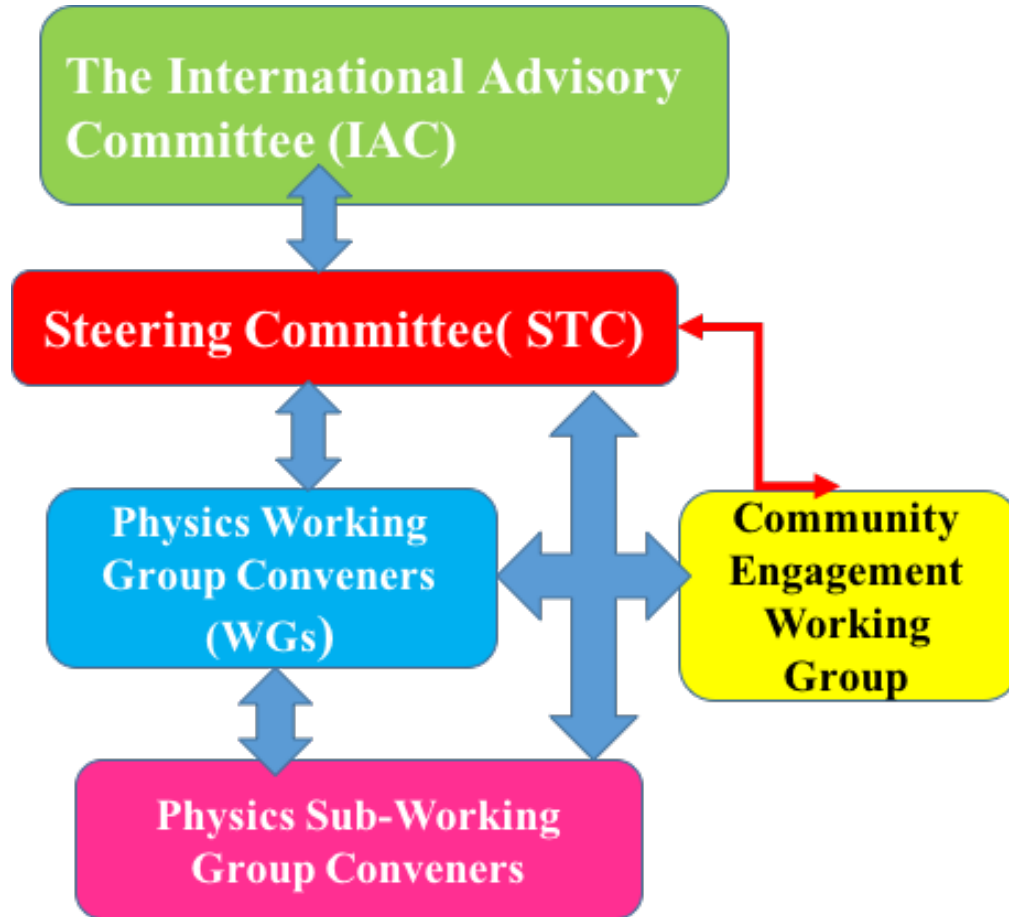 The International Advisory
Committee (IAC)
Steering Committee( STC)
Physics Working
Group Conveners
(WGs)
Community
Engagement
Working
Group
Physics Sub-Working
Group Conveners